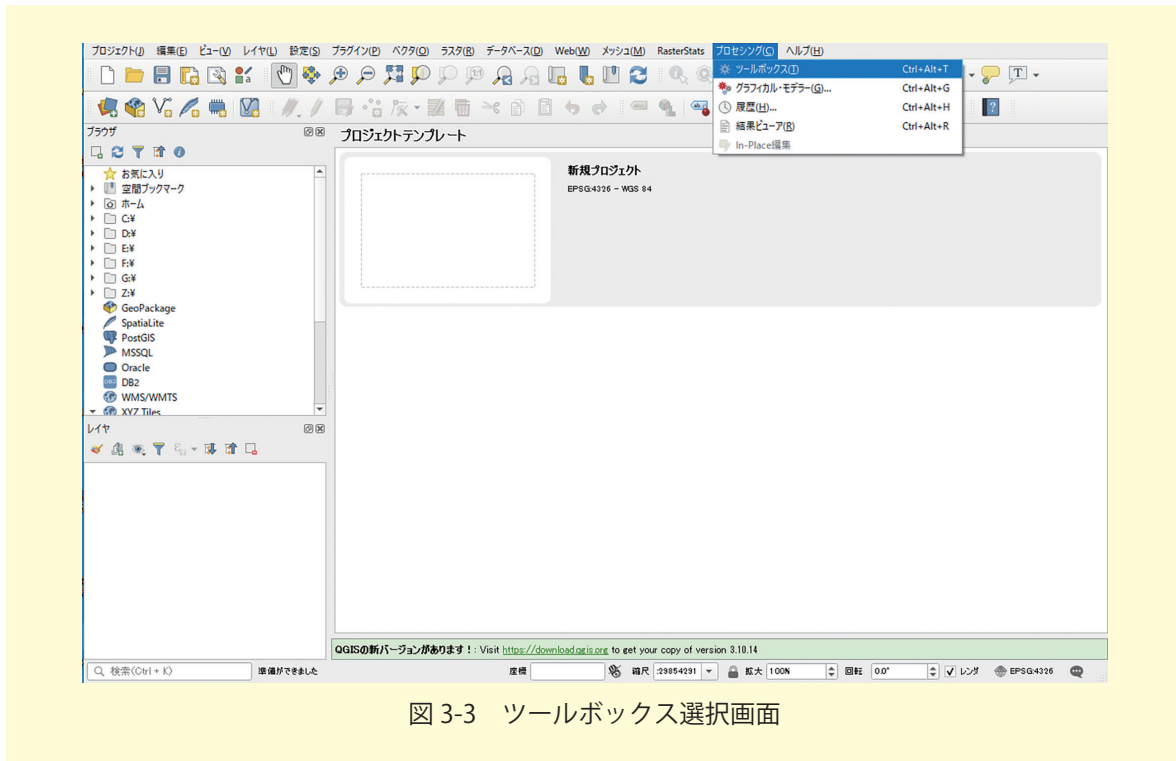 プロジェクト(J) 編集(E) ビュー(V) レイヤ(L) 設定(S) プラグイン(P) ベクタ(O) ラスタ(R) データベース(D) Web(W) メッシュ(M) RasterStats プロセシング(C) ヘルプ(H)
ツールボックス(T) Ctrl+Alt+T
グラフィカル・モデラー(G)... Ctrl+Alt+G
履歴(H)... Ctrl+Alt+H
結果ビューア(R) Ctrl+Alt+R
In-Place編集
ブラウザ
お気に入り
空間ブックマーク
ホーム
C:¥
D:¥
E:¥
F:¥
G:¥
Z:¥
GeoPackage
SpatiaLite
PostGIS
MSSQL
Oracle
DB2
WMS/WMTS
XYZ Tiles
レイヤ
プロジェクトテンプレート
新規プロジェクト
EPSG:4326 - WGS 84
QGISの新バージョンがあります！: Visit https://download.qgis.org to get your copy of version 3.10.14
検索(Ctrl + K) 準備ができました 座標 縮尺 :29854291 拡大 100% 回転 0.0° レンダ EPSG:4326
図 3-3 ツールボックス選択画面